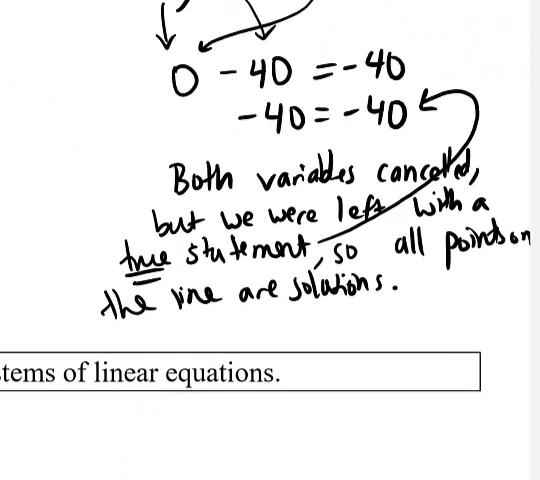 0 - 40 = -40
-40 = -40
Both variables cancelled,
but we were left with a
true statement, so all points on
the line are solutions.
tems of linear equations.